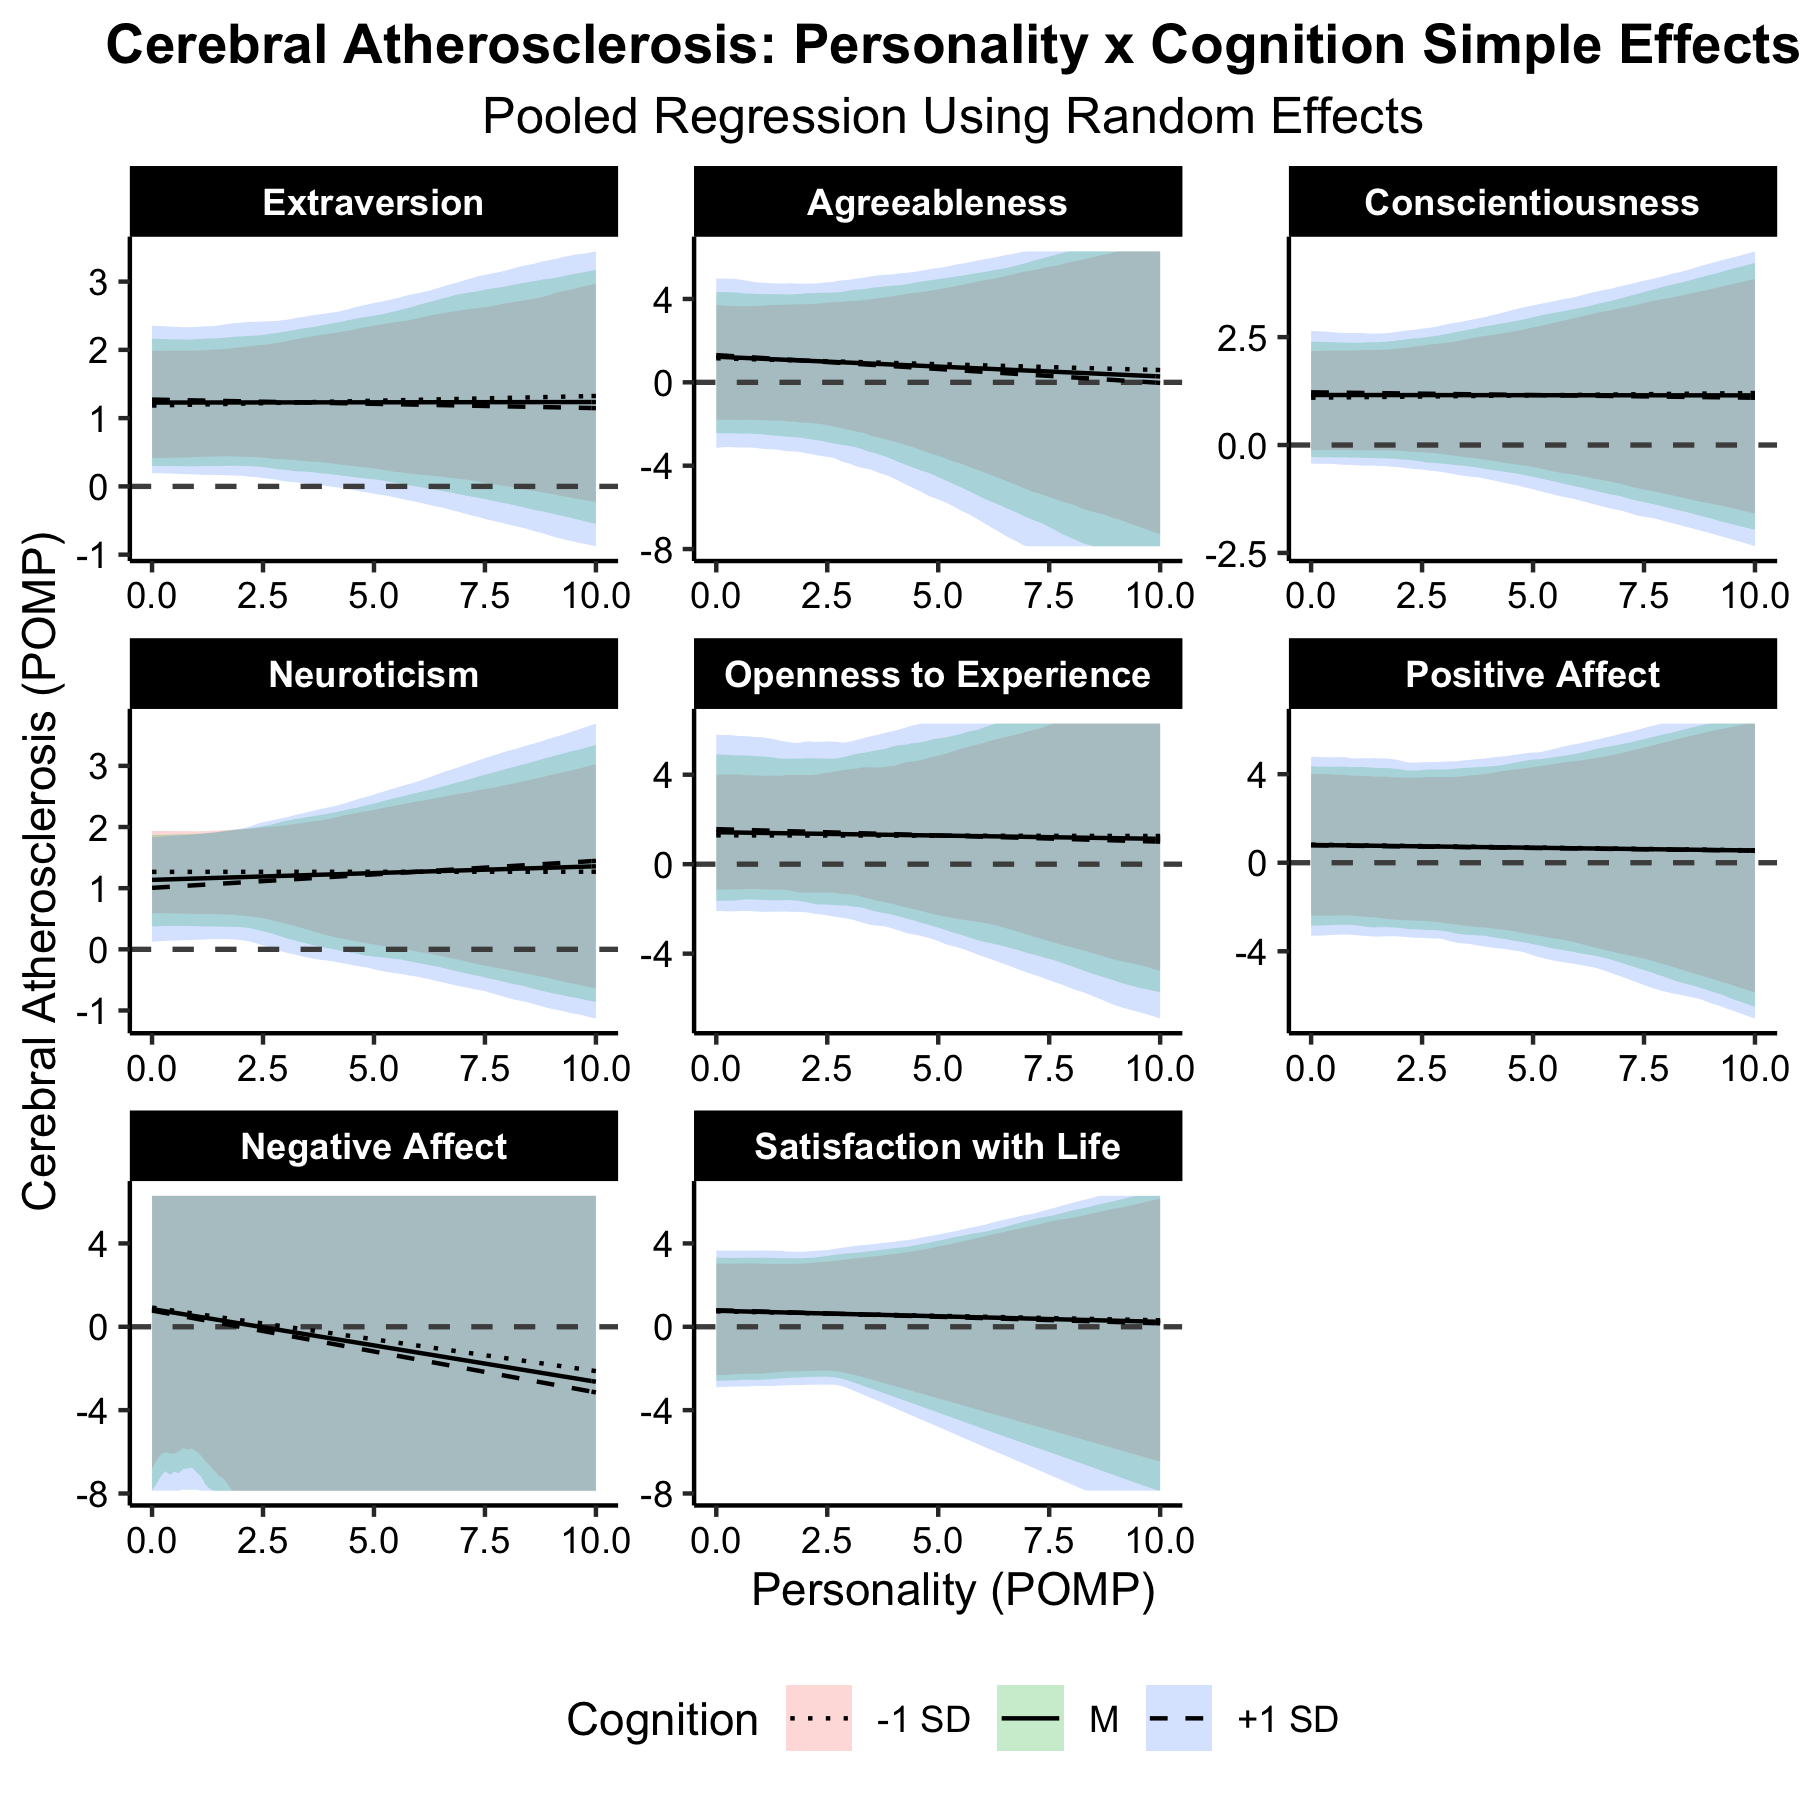 Cerebral Atherosclerosis: Personality x Cognition Simple Effects
Pooled Regression Using Random Effects
Extraversion
Agreeableness
Conscientiousness
3
2
1
0
-1
4
0
-4
-8
2.5
0.0
-2.5
0.0 2.5 5.0 7.5 10.0
0.0 2.5 5.0 7.5 10.0
0.0 2.5 5.0 7.5 10.0
Neuroticism
Openness to Experience
Positive Affect
3
2
1
0
-1
4
0
-4
4
0
-4
0.0 2.5 5.0 7.5 10.0
0.0 2.5 5.0 7.5 10.0
0.0 2.5 5.0 7.5 10.0
Negative Affect
Satisfaction with Life
4
0
-4
-8
4
0
-4
-8
0.0 2.5 5.0 7.5 10.0
0.0 2.5 5.0 7.5 10.0
Cerebral Atherosclerosis (POMP)
Personality (POMP)
Cognition -1 SD M +1 SD